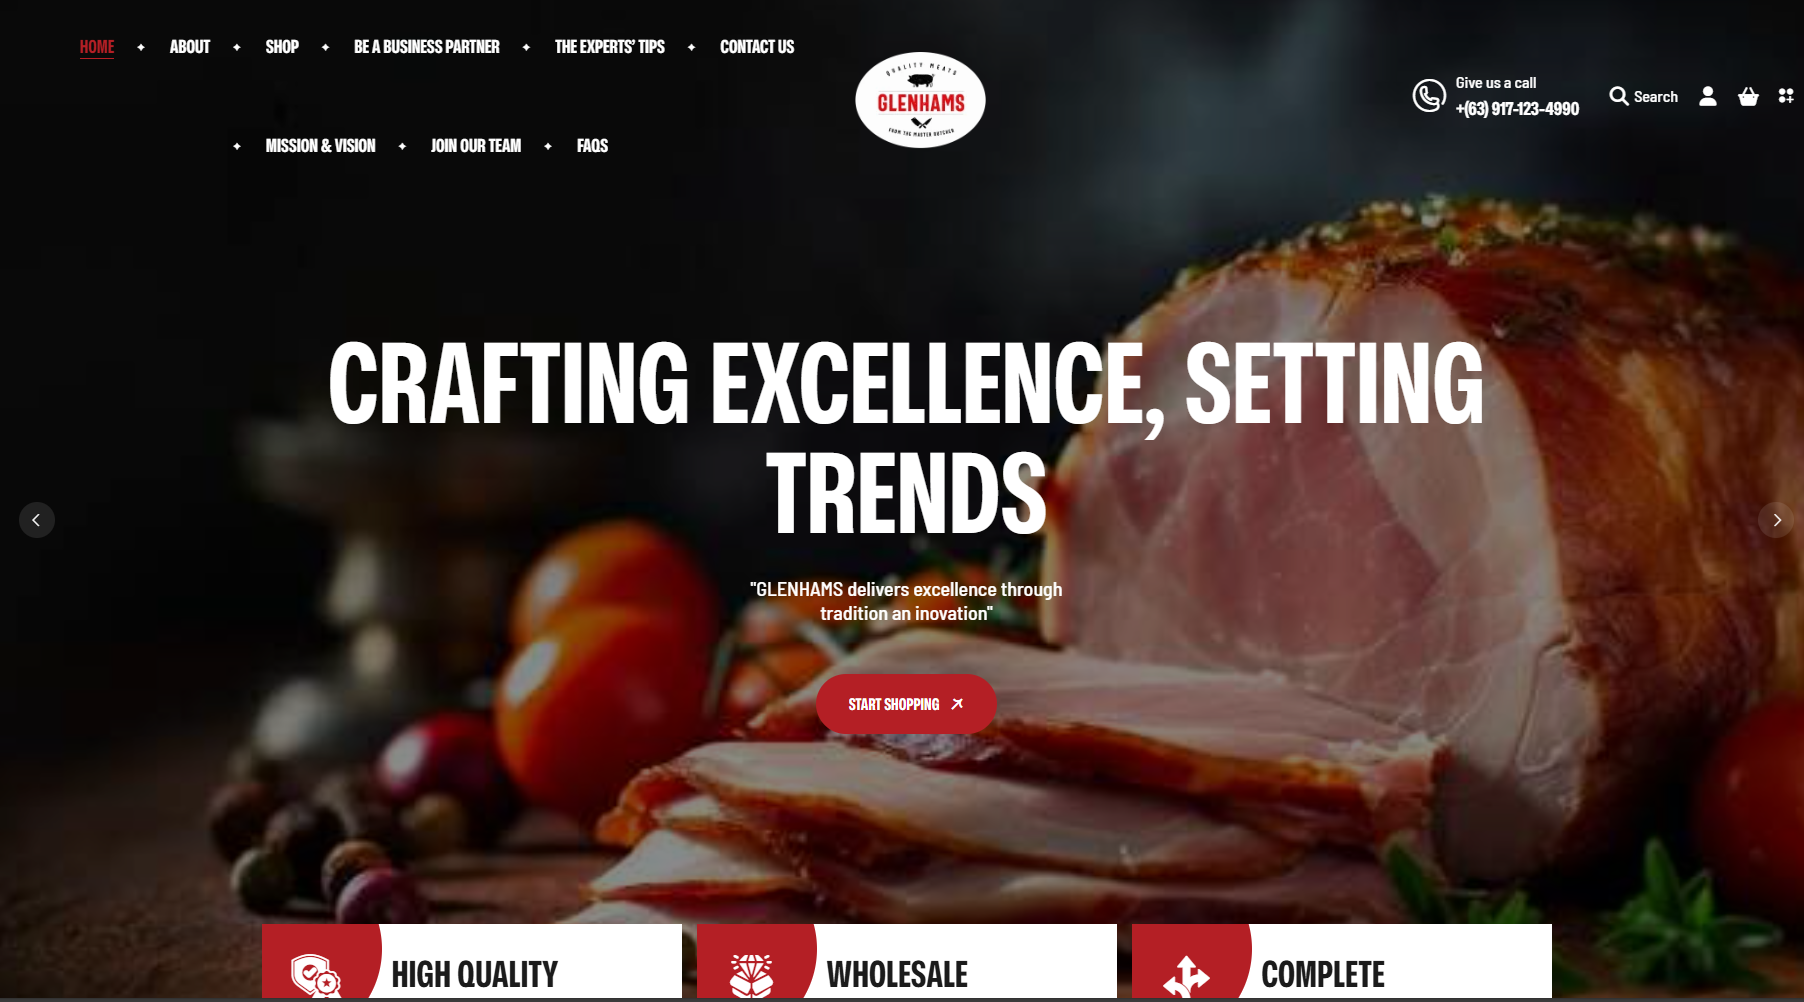 HOME
ABOUT
SHOP
BE A BUSINESS PARTNER
THE EXPERTS' TIPS
CONTACT US
MISSION & VISION
JOIN OUR TEAM
FAQS
QUALITY MEATS
GLENHAMS
FROM THE MASTER BUTCHER
Give us a call
+(63) 917-123-4990
Search
CRAFTING EXCELLENCE, SETTING
TRENDS
"GLENHAMS delivers excellence through
tradition an inovation"
START SHOPPING
HIGH QUALITY
WHOLESALE
COMPLETE